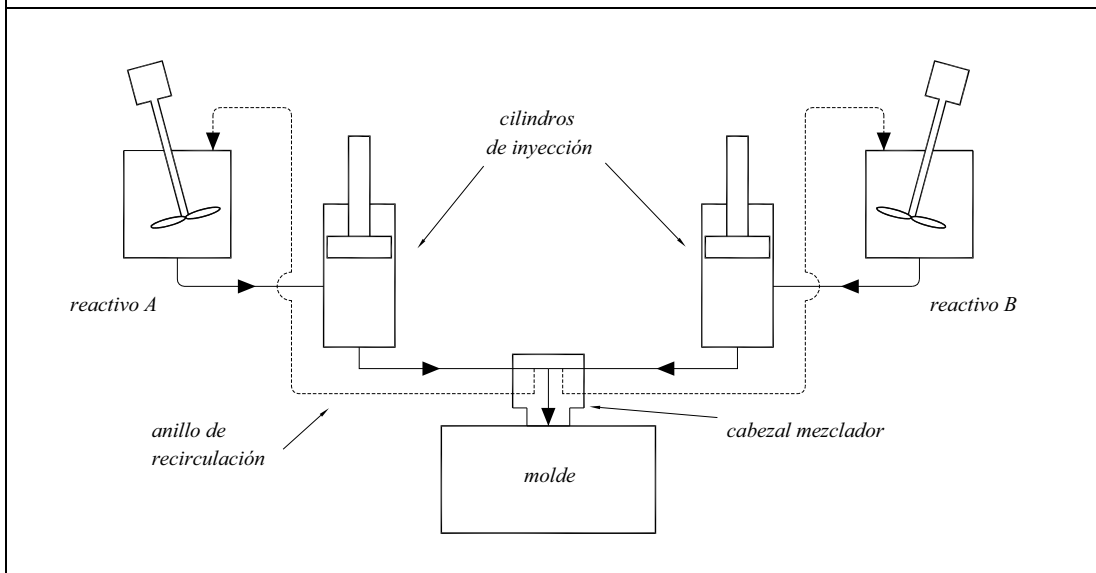 cilindros
de inyección
reactivo A
reactivo B
anillo de
recirculación
cabezal mezclador
molde